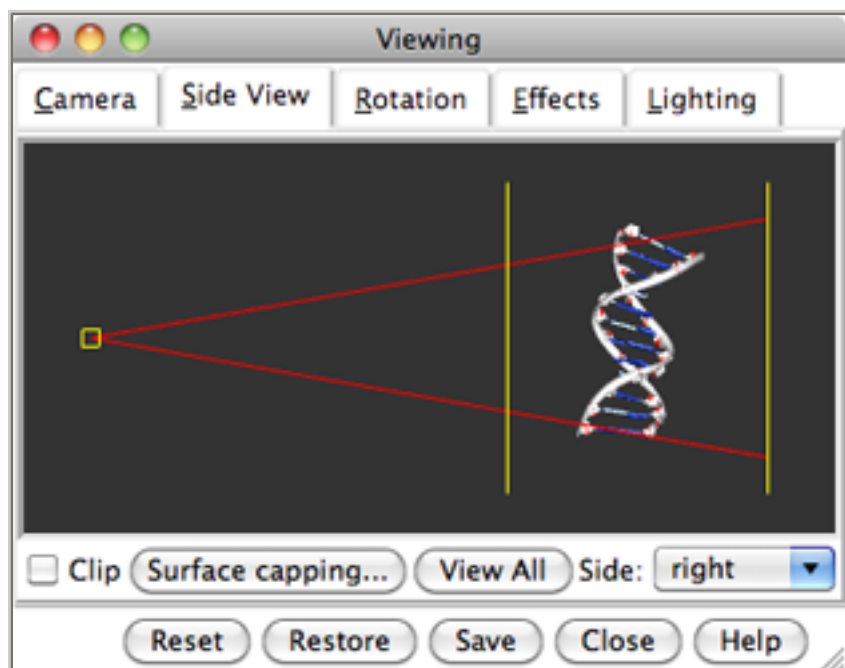 Viewing
Camera Side View Rotation Effects Lighting
Clip Surface capping... View All Side: right
Reset Restore Save Close Help